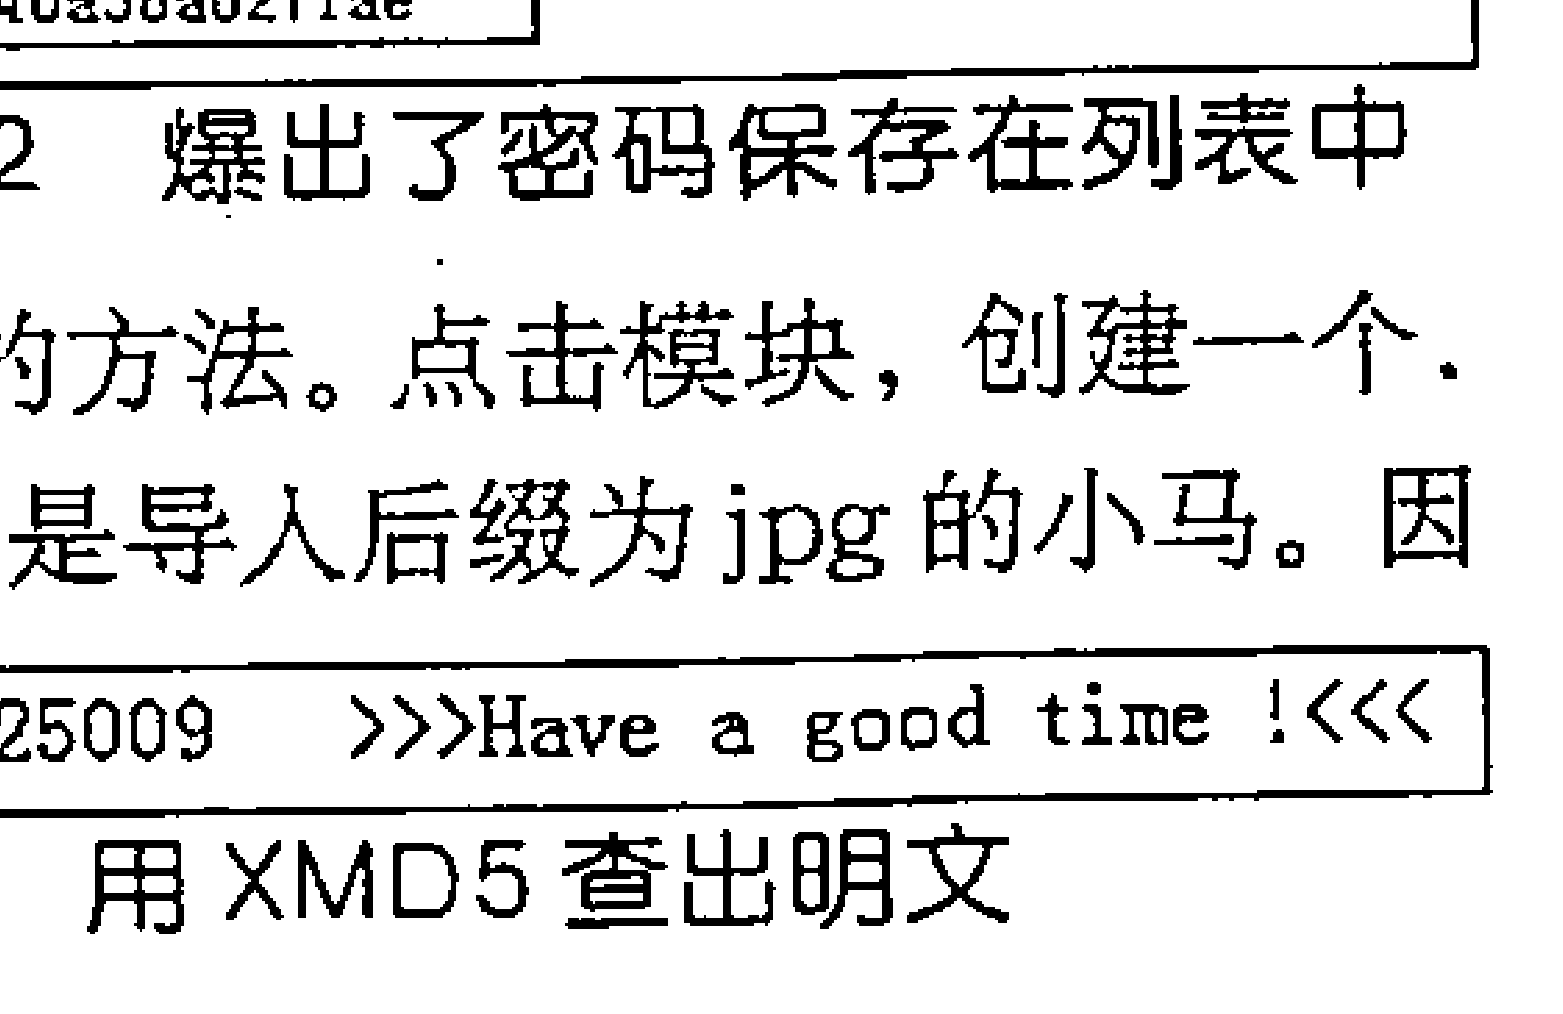 2 爆出了密码保存在列表中
的方法。点击模块，创建一个.
是导入后缀为jpg的小马。因
25009 >>>Have a good time !<<<
用XMD5查出明文